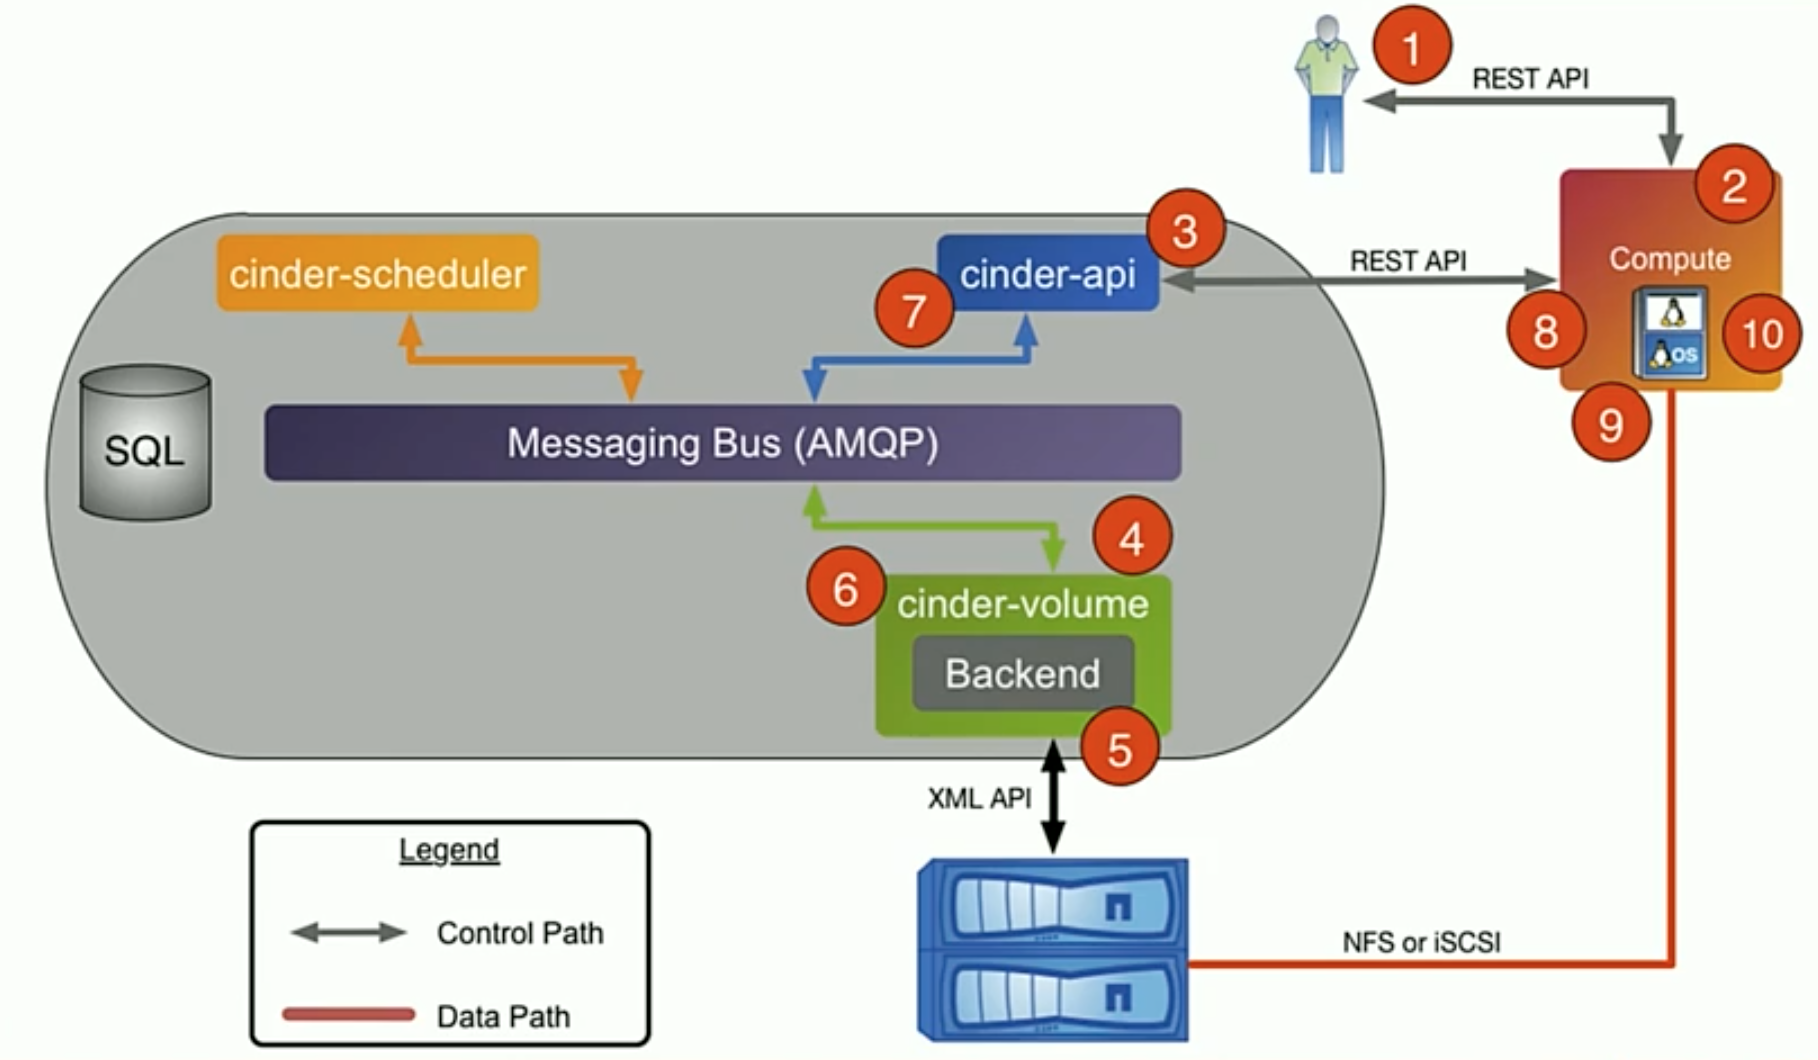 1
REST API
2
3
cinder-scheduler
cinder-api
REST API
Compute
7
8
10
OS
SQL
9
Messaging Bus (AMQP)
4
6
cinder-volume
Backend
5
XML API
Legend
Control Path
NFS or iSCSI
Data Path